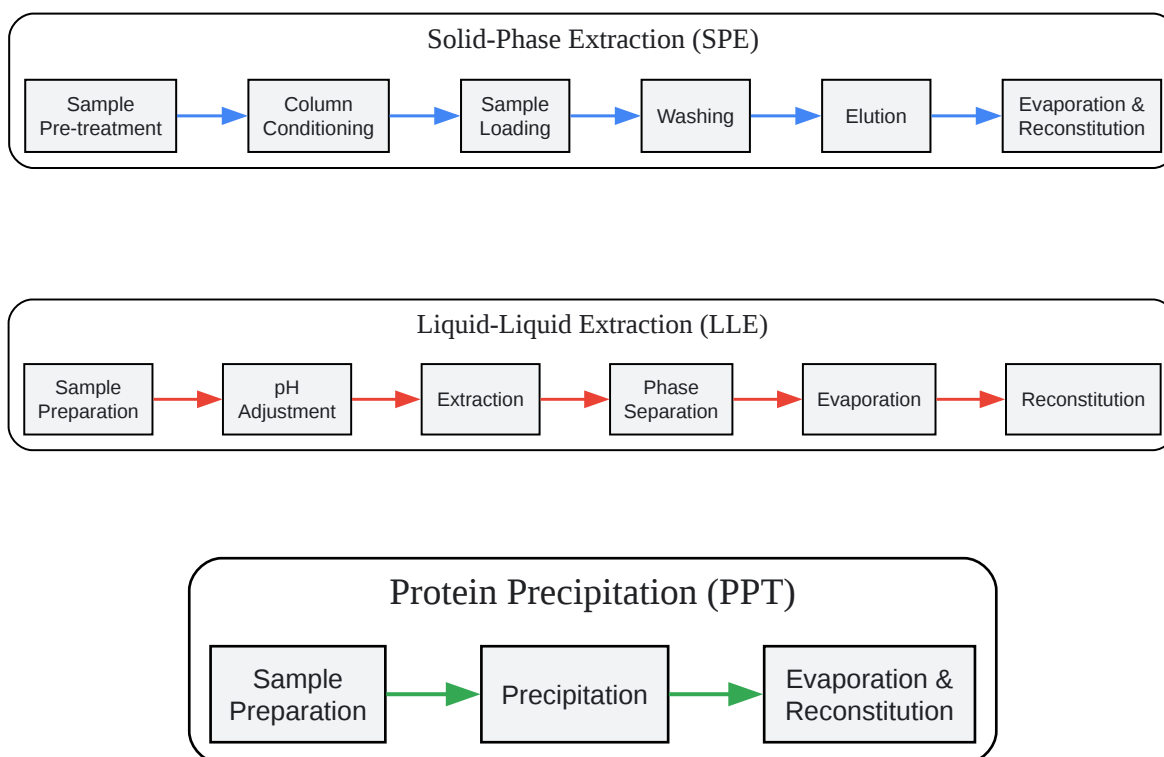 Solid-Phase Extraction (SPE)
Sample
Pre-treatment
Column
Conditioning
Sample
Loading
Washing
Elution
Evaporation &
Reconstitution
Liquid-Liquid Extraction (LLE)
Sample
Preparation
pH
Adjustment
Extraction
Phase
Separation
Evaporation
Reconstitution
Protein Precipitation (PPT)
Sample
Preparation
Precipitation
Evaporation &
Reconstitution